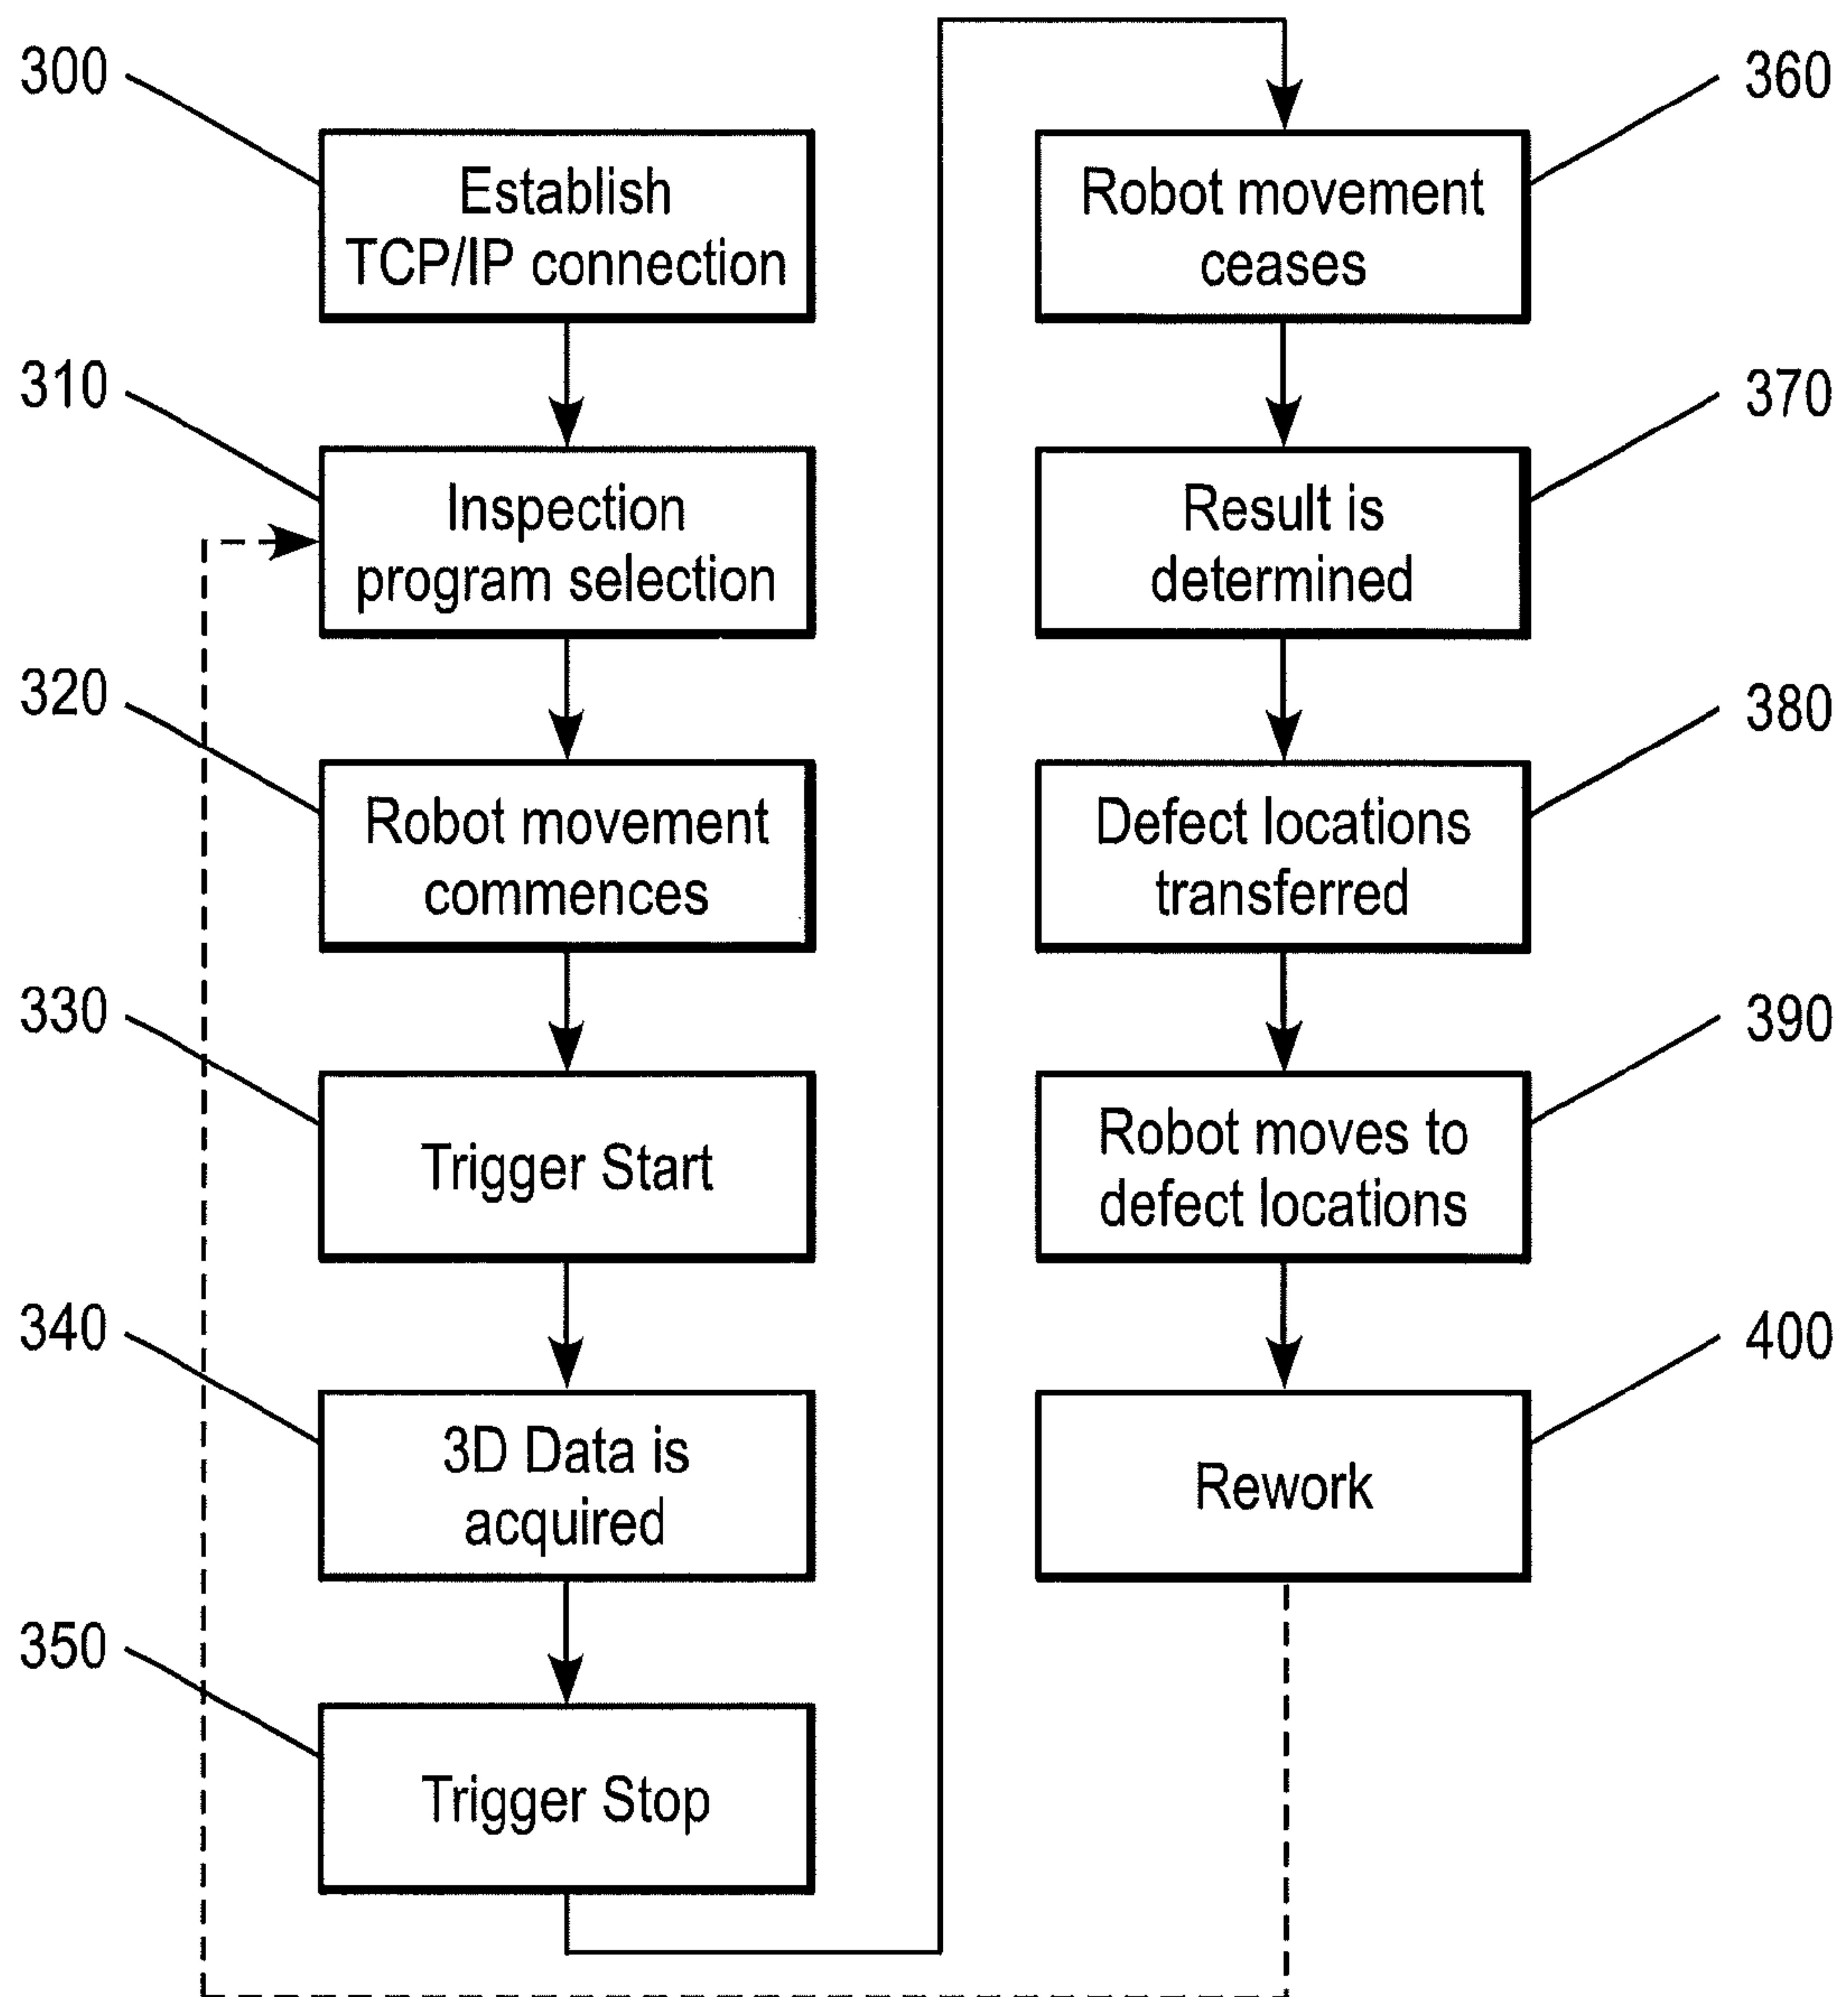 300
Establish
TCP/IP connection
310
Inspection
program selection
320
Robot movement
commences
330
Trigger Start
340
3D Data is
acquired
350
Trigger Stop
360
Robot movement
ceases
370
Result is
determined
380
Defect locations
transferred
390
Robot moves to
defect locations
400
Rework